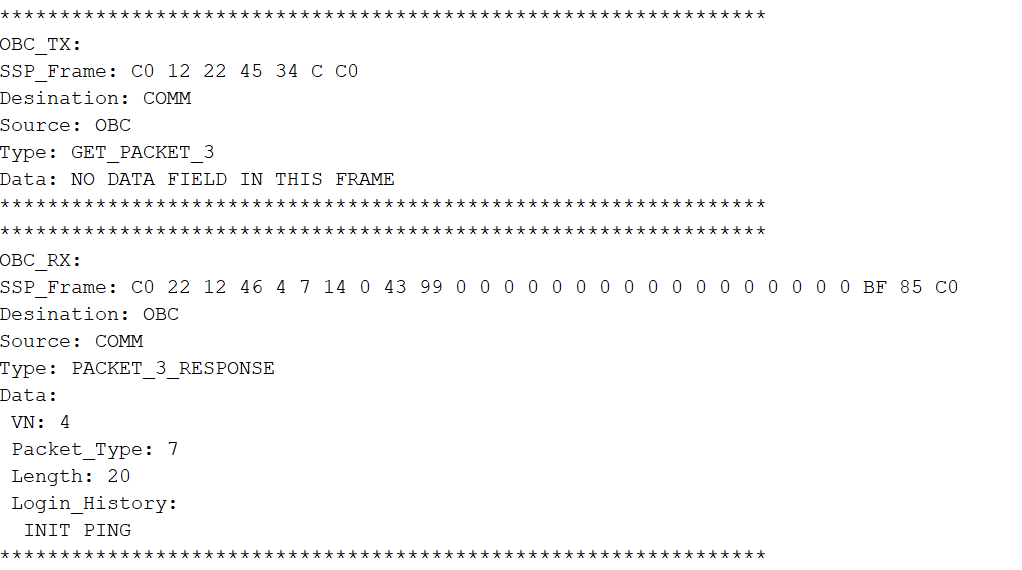 ****************************************************************
OBC_TX:
SSP_Frame: C0 12 22 45 34 C C0
Desination: COMM
Source: OBC
Type: GET_PACKET_3
Data: NO DATA FIELD IN THIS FRAME
****************************************************************
****************************************************************
OBC_RX:
SSP_Frame: C0 22 12 46 4 7 14 0 43 99 0 0 0 0 0 0 0 0 0 0 0 0 0 0 0 0 0 BF 85 C0
Desination: OBC
Source: COMM
Type: PACKET_3_RESPONSE
Data:
VN: 4
Packet_Type: 7
Length: 20
Login_History:
INIT PING
****************************************************************